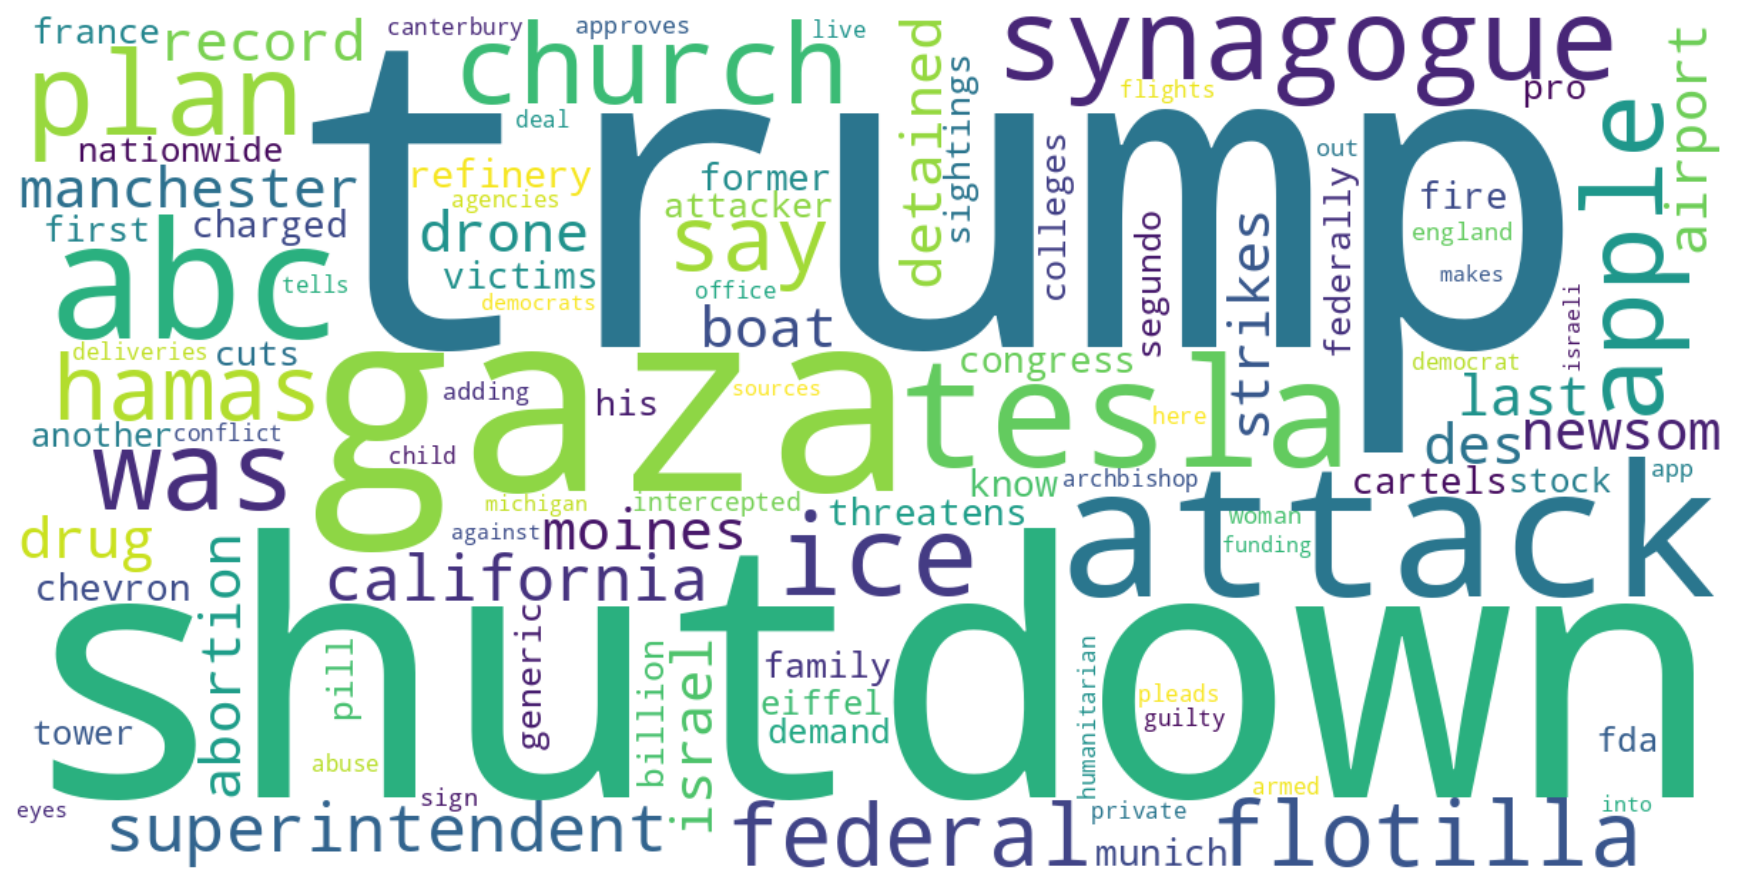 france
record
canterbury
approves
live
church
synagogue
plan
trump
detained
sightings
flights
pro
airport
deal
nationwide
manchester
refinery
agencies
former
attacker
colleges
out
federally
fire
england
apple
first
charged
abc
drone
say
segundo
strikes
makes
tells
victims
democrats
office
boat
israeli
deliveries
cuts
hamas
gaza
adding
his
sources
tesla
congress
here
democrat
last
another
conflict
was
child
des
newsom
know
archbishop
cartels
stock
app
michigan
intercepted
drug
against
moines
threatens
ice
attack
woman
funding
chevron
abortion
california
shutdown
pill
generic
billion
israel
family
eiffel
demand
humanitarian
pleads
guilty
tower
abuse
fda
eyes
sign
superintendent
federal
private
armed
munich
flotilla
into